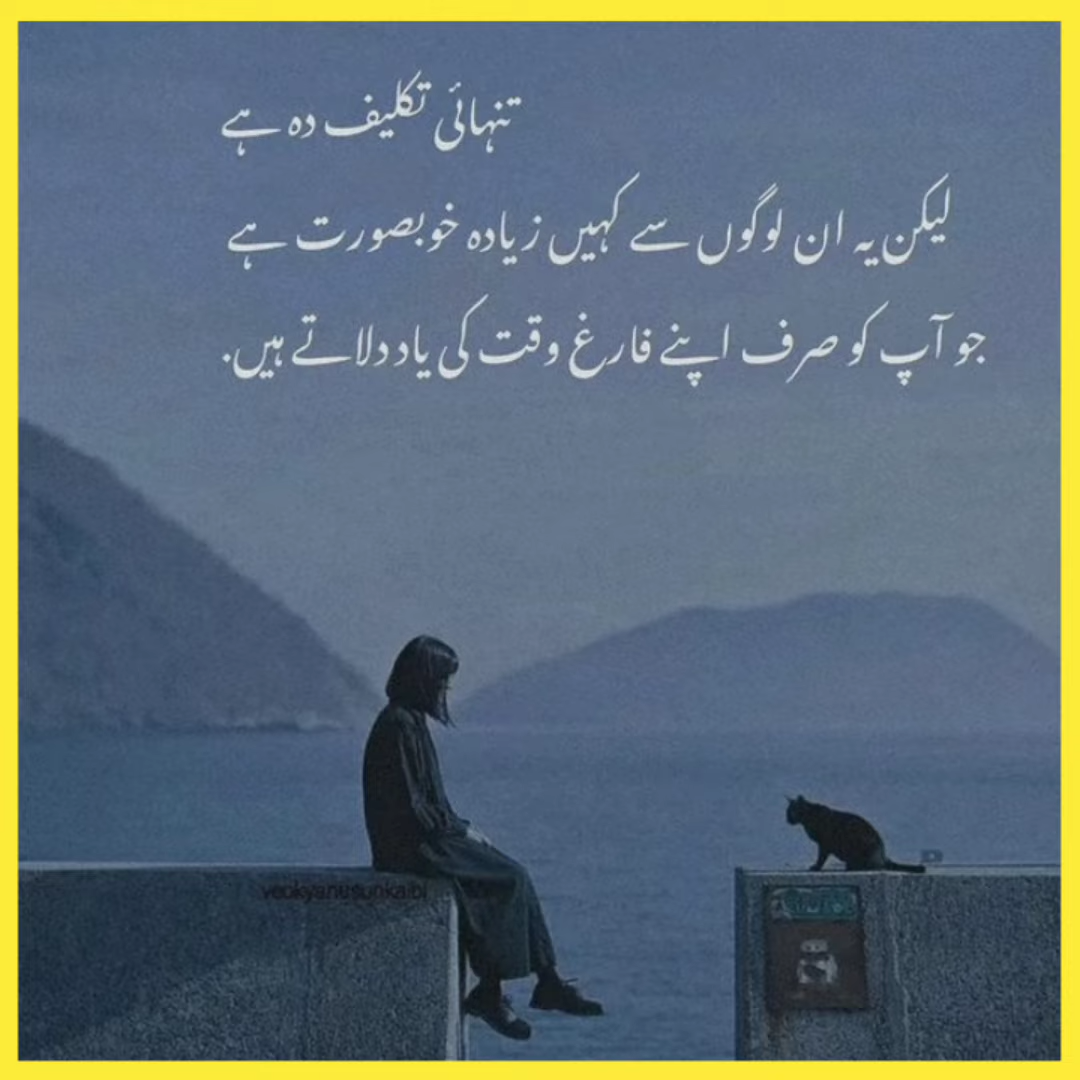 تنہائی تکلیف دہ ہے
لیکن یہ ان لوگوں سے کہیں زیادہ خوبصورت ہے
جو آپ کو صرف اپنے فارغ وقت کی یاد دلاتے ہیں.